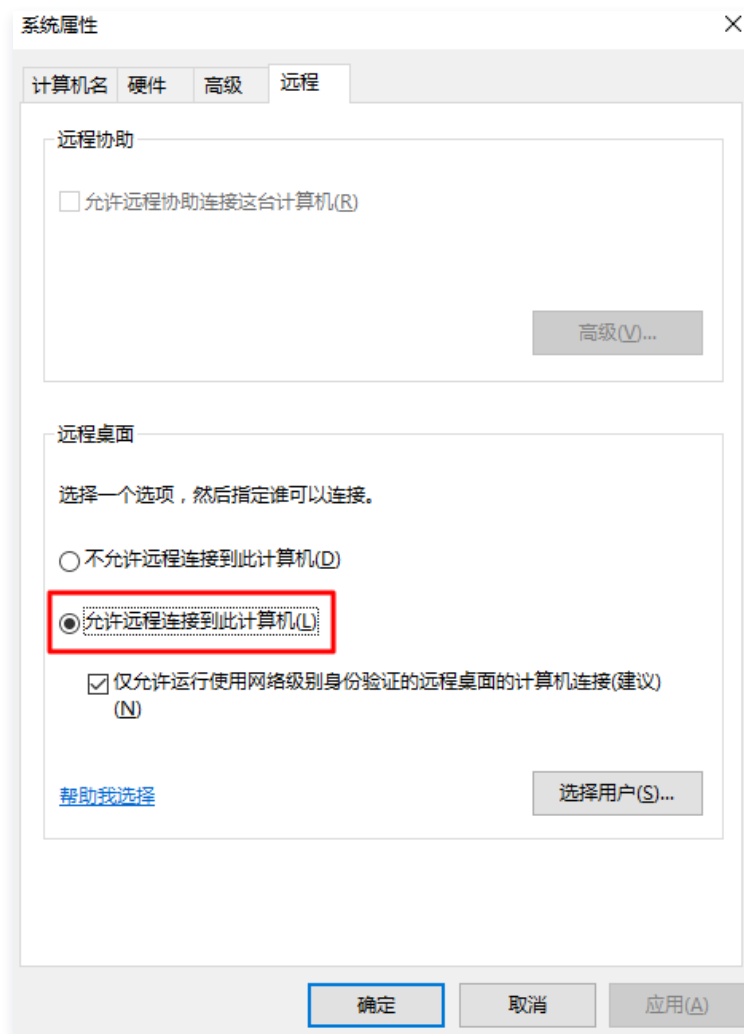 系统属性
计算机名 硬件 高级 远程
远程协助
允许远程协助连接这台计算机(R)
高级(V)...
远程桌面
选择一个选项，然后指定谁可以连接。
不允许远程连接到此计算机(D)
允许远程连接到此计算机(L)
仅允许运行使用网络级别身份验证的远程桌面的计算机连接(建议)
(N)
帮助我选择 选择用户(S)...
确定 取消 应用(A)